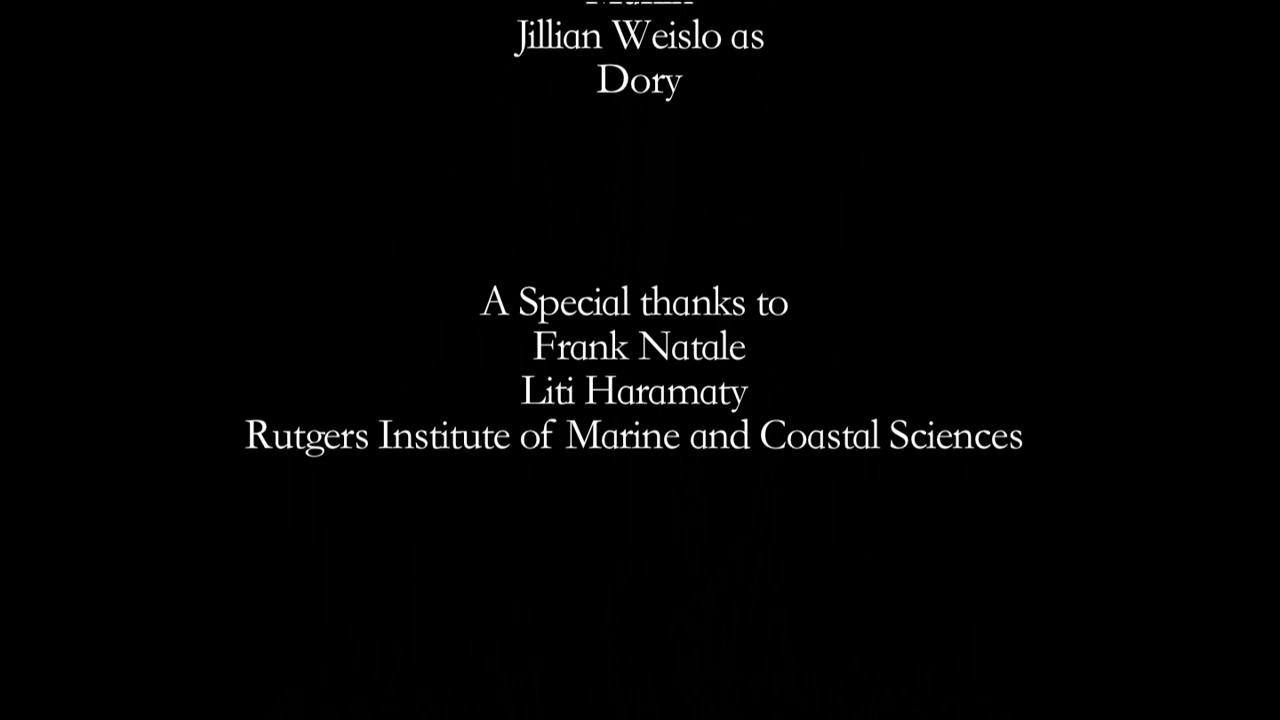 Jillian Weislo as
Dory
A Special thanks to
Frank Natale
Liti Haramaty
Rutgers Institute of Marine and Coastal Sciences